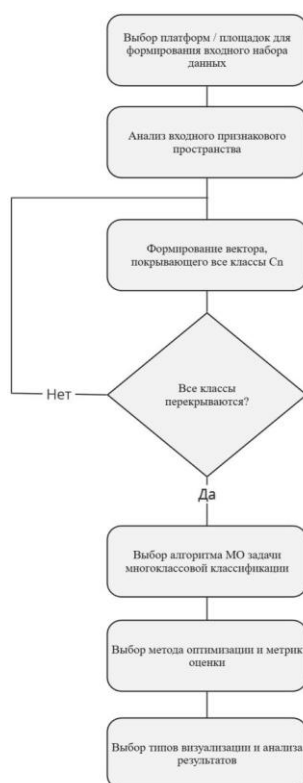 Выбор платформ / площадок для
формирования входного набора
данных
Анализ входного признакового
пространства
Формирование вектора,
покрывающего все классы Cn
Все классы
перекрываются?
Нет
Да
Выбор алгоритма МО задачи
многоклассовой классификации
Выбор метода оптимизации и метрик
оценки
Выбор типов визуализации и анализа
результатов